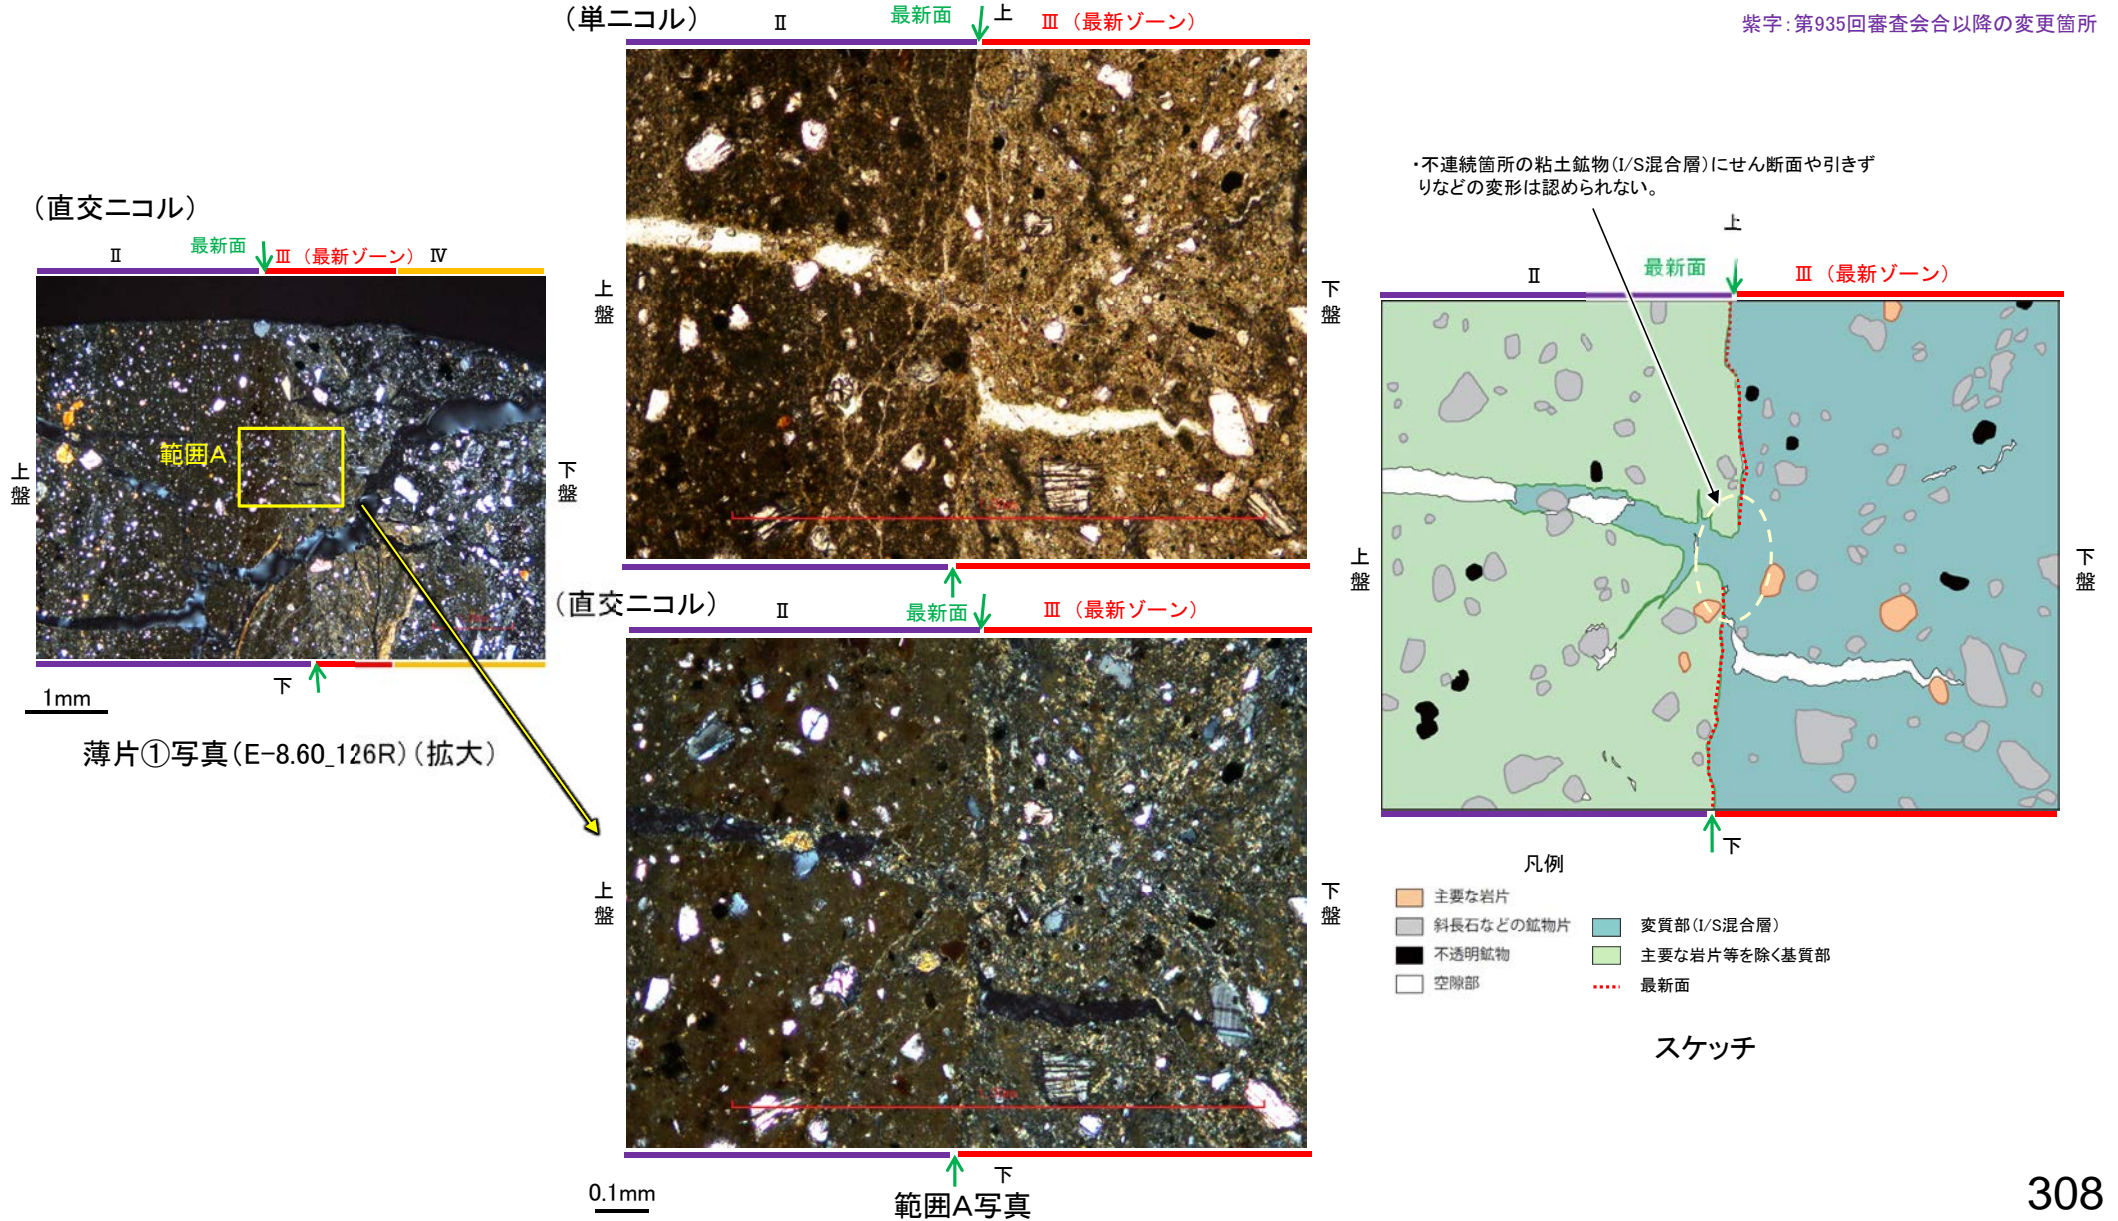 紫字：第935回審査会合以降の変更箇所
（直交ニコル）
Ⅱ
最新面
Ⅲ（最新ゾーン）
Ⅳ
上盤
範囲A
下盤
下
1mm
薄片①写真（E-8.60_126R）（拡大）
（単ニコル）
Ⅱ
最新面
上
Ⅲ（最新ゾーン）
上盤
下盤
（直交ニコル）
Ⅱ
最新面
Ⅲ（最新ゾーン）
上盤
下盤
下
0.1mm
範囲A写真
・不連続箇所の粘土鉱物（I/S混合層）にせん断面や引きず
りなどの変形は認められない。
上
Ⅱ
最新面
Ⅲ（最新ゾーン）
上盤
下盤
下
凡例
主要な岩片
斜長石などの鉱物片
不透明鉱物
空隙部
変質部（I/S混合層）
主要な岩片等を除く基質部
最新面
スケッチ
308